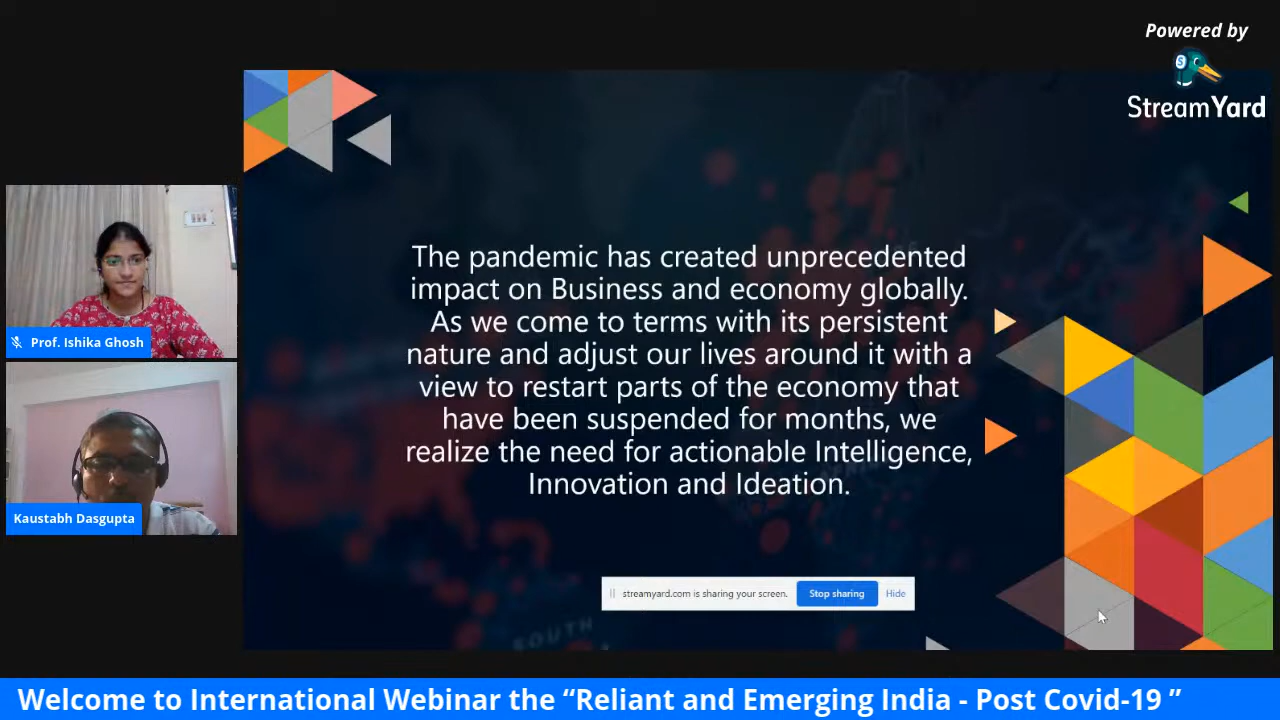 Powered by
StreamYard
Prof. Ishika Ghosh
Kaustabh Dasgupta
The pandemic has created unprecedented
impact on Business and economy globally.
As we come to terms with its persistent
nature and adjust our lives around it with a
view to restart parts of the economy that
have been suspended for months, we
realize the need for actionable Intelligence,
Innovation and Ideation.
streamyard.com is sharing your screen. Stop sharing Hide
SOUTH
Welcome to International Webinar the “Reliant and Emerging India - Post Covid-19 ”